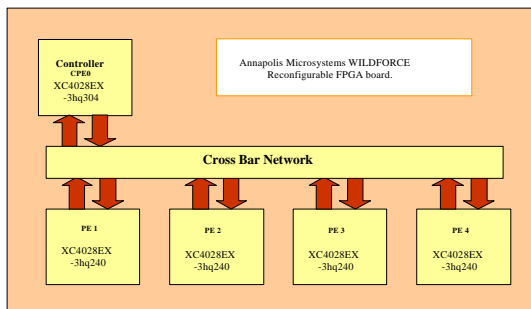 Controller
CPE0
XC4028EX
-3hq304
Annapolis Microsystems WILDFORCE
Reconfigurable FPGA board.
Cross Bar Network
PE 1
XC4028EX
-3hq240
PE 2
XC4028EX
-3hq240
PE 3
XC4028EX
-3hq240
PE 4
XC4028EX
-3hq240